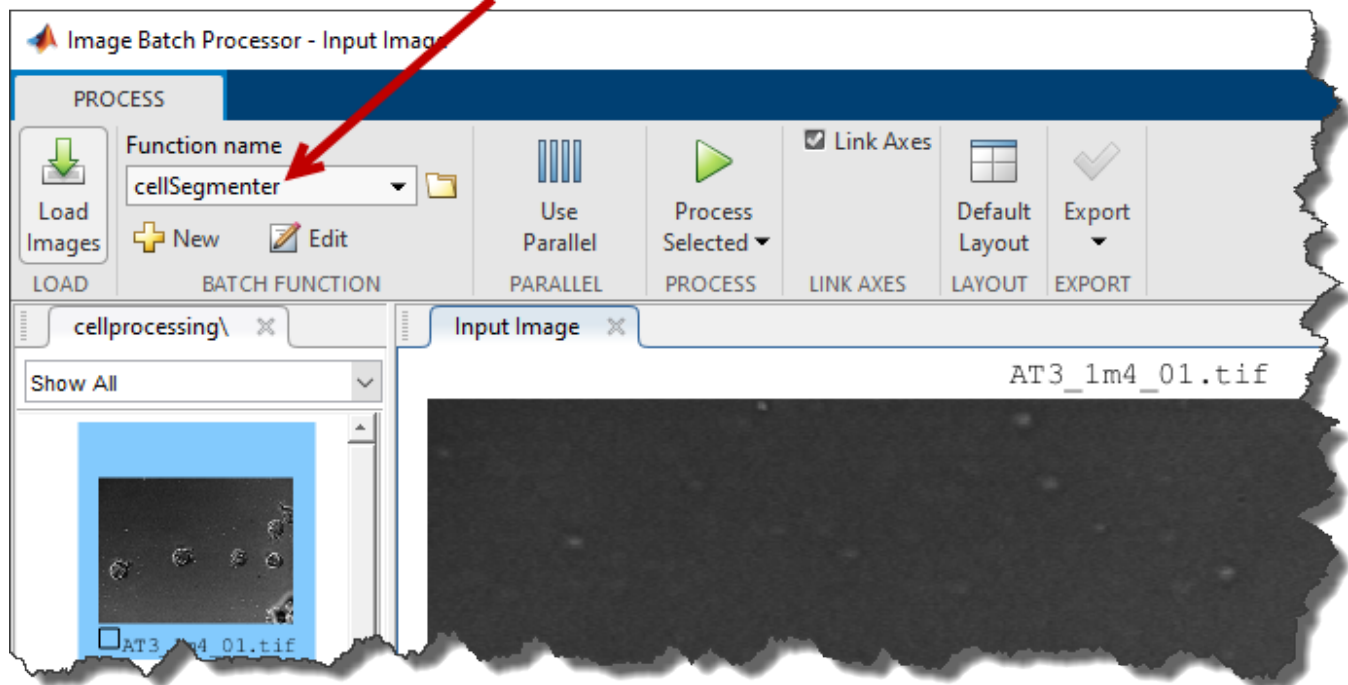 Image Batch Processor - Input Image
PROCESS
Load Images
LOAD
Function name
cellSegmenter
New Edit
BATCH FUNCTION
Use Parallel
PARALLEL
Process Selected
PROCESS
Link Axes
LINK AXES
Default Layout
LAYOUT
Export
EXPORT
cellprocessing\
Input Image
Show All
AT3_1m4_01.tif
AT3_1m4_01.tif